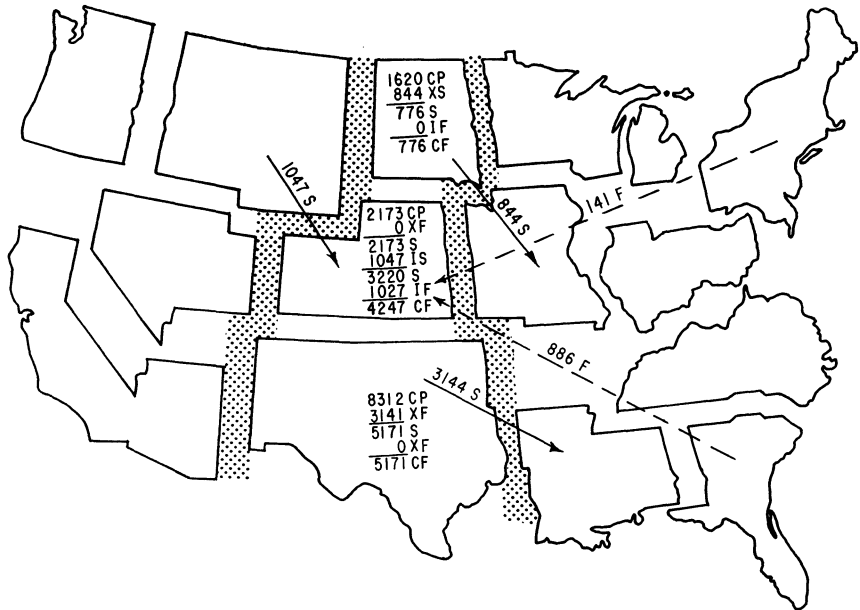 1620 CP
844 XS
776 S
0 IF
776 CF
1047 S
844 S
141 F
2173 CP
0 XF
2173 S
1047 IS
3220 S
1027 IF
4247 CF
886 F
3144 S
8312 CP
3141 XF
5171 S
0 XF
5171 CF